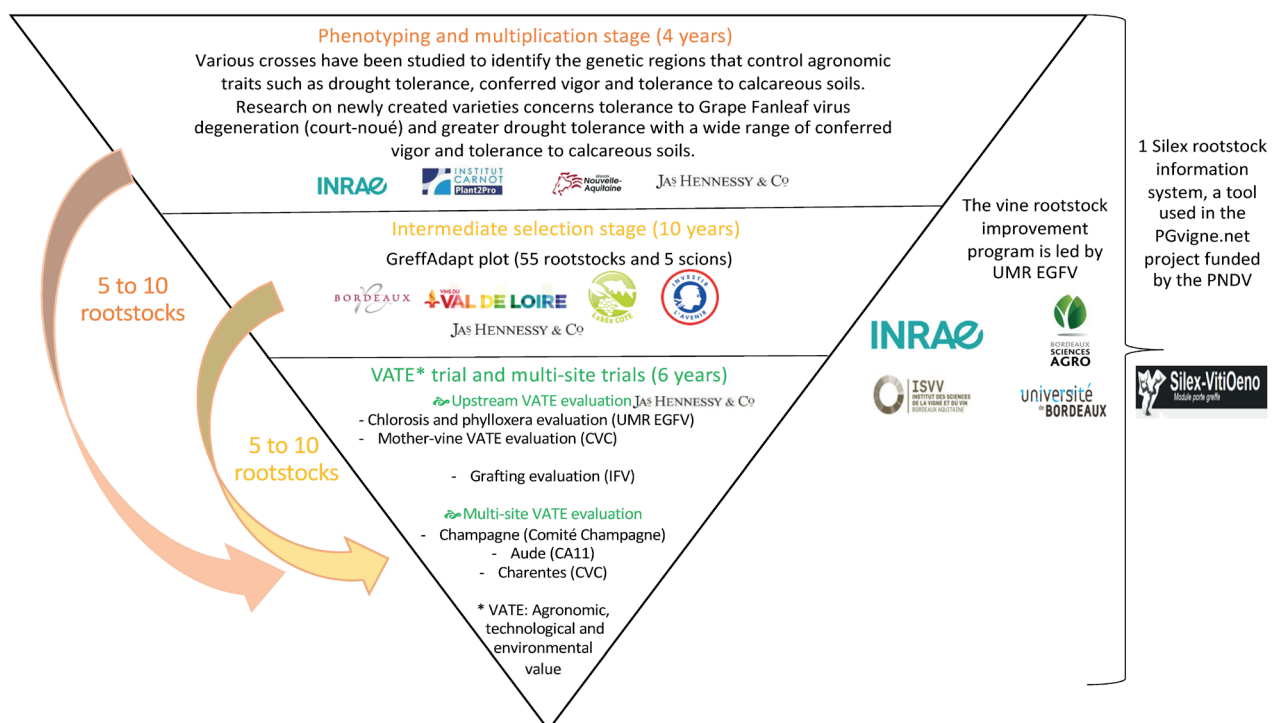 Phenotyping and multiplication stage (4 years)
Various crosses have been studied to identify the genetic regions that control agronomic
traits such as drought tolerance, conferred vigor and tolerance to calcareous soils.
Research on newly created varieties concerns tolerance to Grape Fanleaf virus
degeneration (court-noué) and greater drought tolerance with a wide range of conferred
vigor and tolerance to calcareous soils.
INRAE
INSTITUT
CARNOT
Plant2Pro
RÉGION
Nouvelle-
Aquitaine
JAS HENNESSY & CO
Intermediate selection stage (10 years)
GreffAdapt plot (55 rootstocks and 5 scions)
BORDEAUX
VINS DU
VAL DE LOIRE
LabEx COTE
INVESTIR
L'AVENIR
JAS HENNESSY & CO
VATE* trial and multi-site trials (6 years)
Upstream VATE evaluation JAS HENNESSY & CO
- Chlorosis and phylloxera evaluation (UMR EGFV)
- Mother-vine VATE evaluation (CVC)
- Grafting evaluation (IFV)
Multi-site VATE evaluation
- Champagne (Comité Champagne)
- Aude (CA11)
- Charentes (CVC)
* VATE: Agronomic,
technological and
environmental
value
5 to 10
rootstocks
5 to 10
rootstocks
The vine rootstock
improvement
program is led by
UMR EGFV
INRAE
BORDEAUX
SCIENCES
AGRO
ISVV
INSTITUT DES SCIENCES
DE LA VIGNE ET DU VIN
BORDEAUX AQUITAINE
université
de BORDEAUX
1 Silex rootstock
information
system, a tool
used in the
PGvigne.net
project funded
by the PNDV
Silex-VitiOeno
Module porte greffe